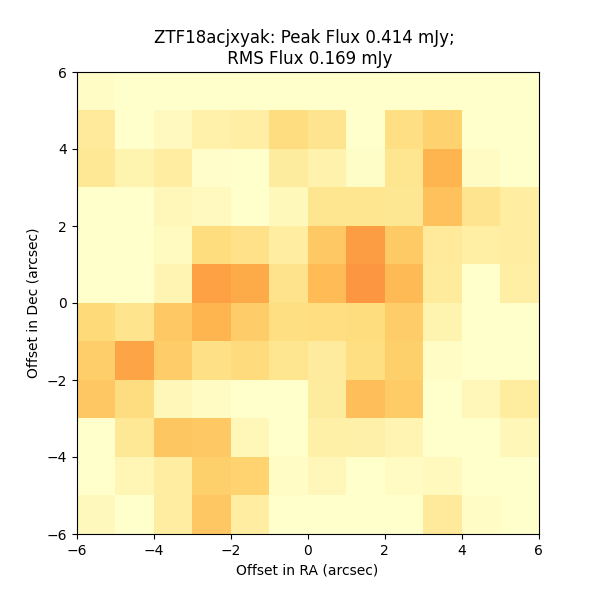 ZTF18acjxyak: Peak Flux 0.414 mJy;
RMS Flux 0.169 mJy
6
4
2
0
−2
−4
−6
Offset in Dec (arcsec)
−6 −4 −2 0 2 4 6
Offset in RA (arcsec)